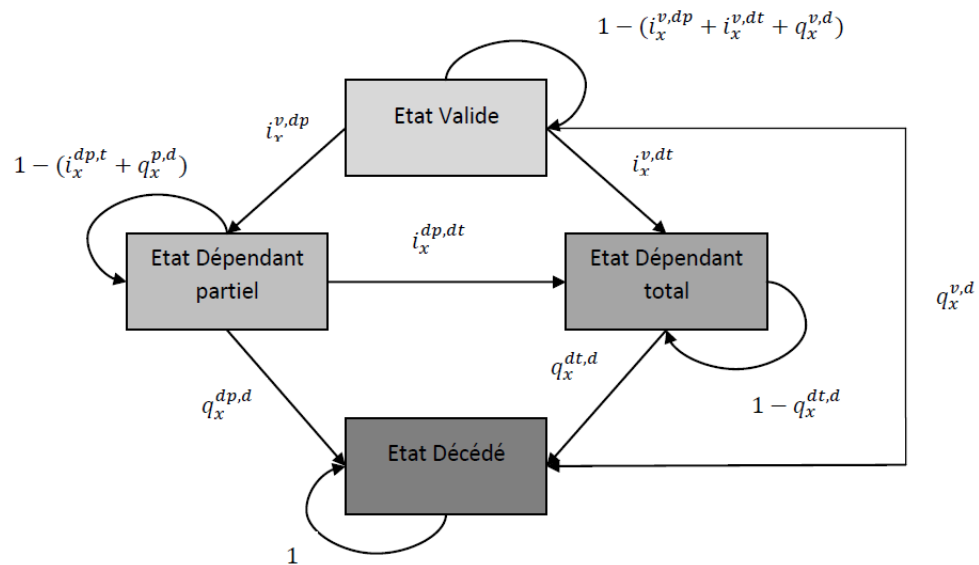 1 − (i_x^{v,dp} + i_x^{v,dt} + q_x^{v,d})
Etat Valide
i_x^{v,dp}
i_x^{v,dt}
1 − (i_x^{dp,t} + q_x^{p,d})
i_x^{dp,dt}
Etat Dépendant
partiel
Etat Dépendant
total
q_x^{v,d}
q_x^{dp,d}
q_x^{dt,d}
1 − q_x^{dt,d}
Etat Décédé
1